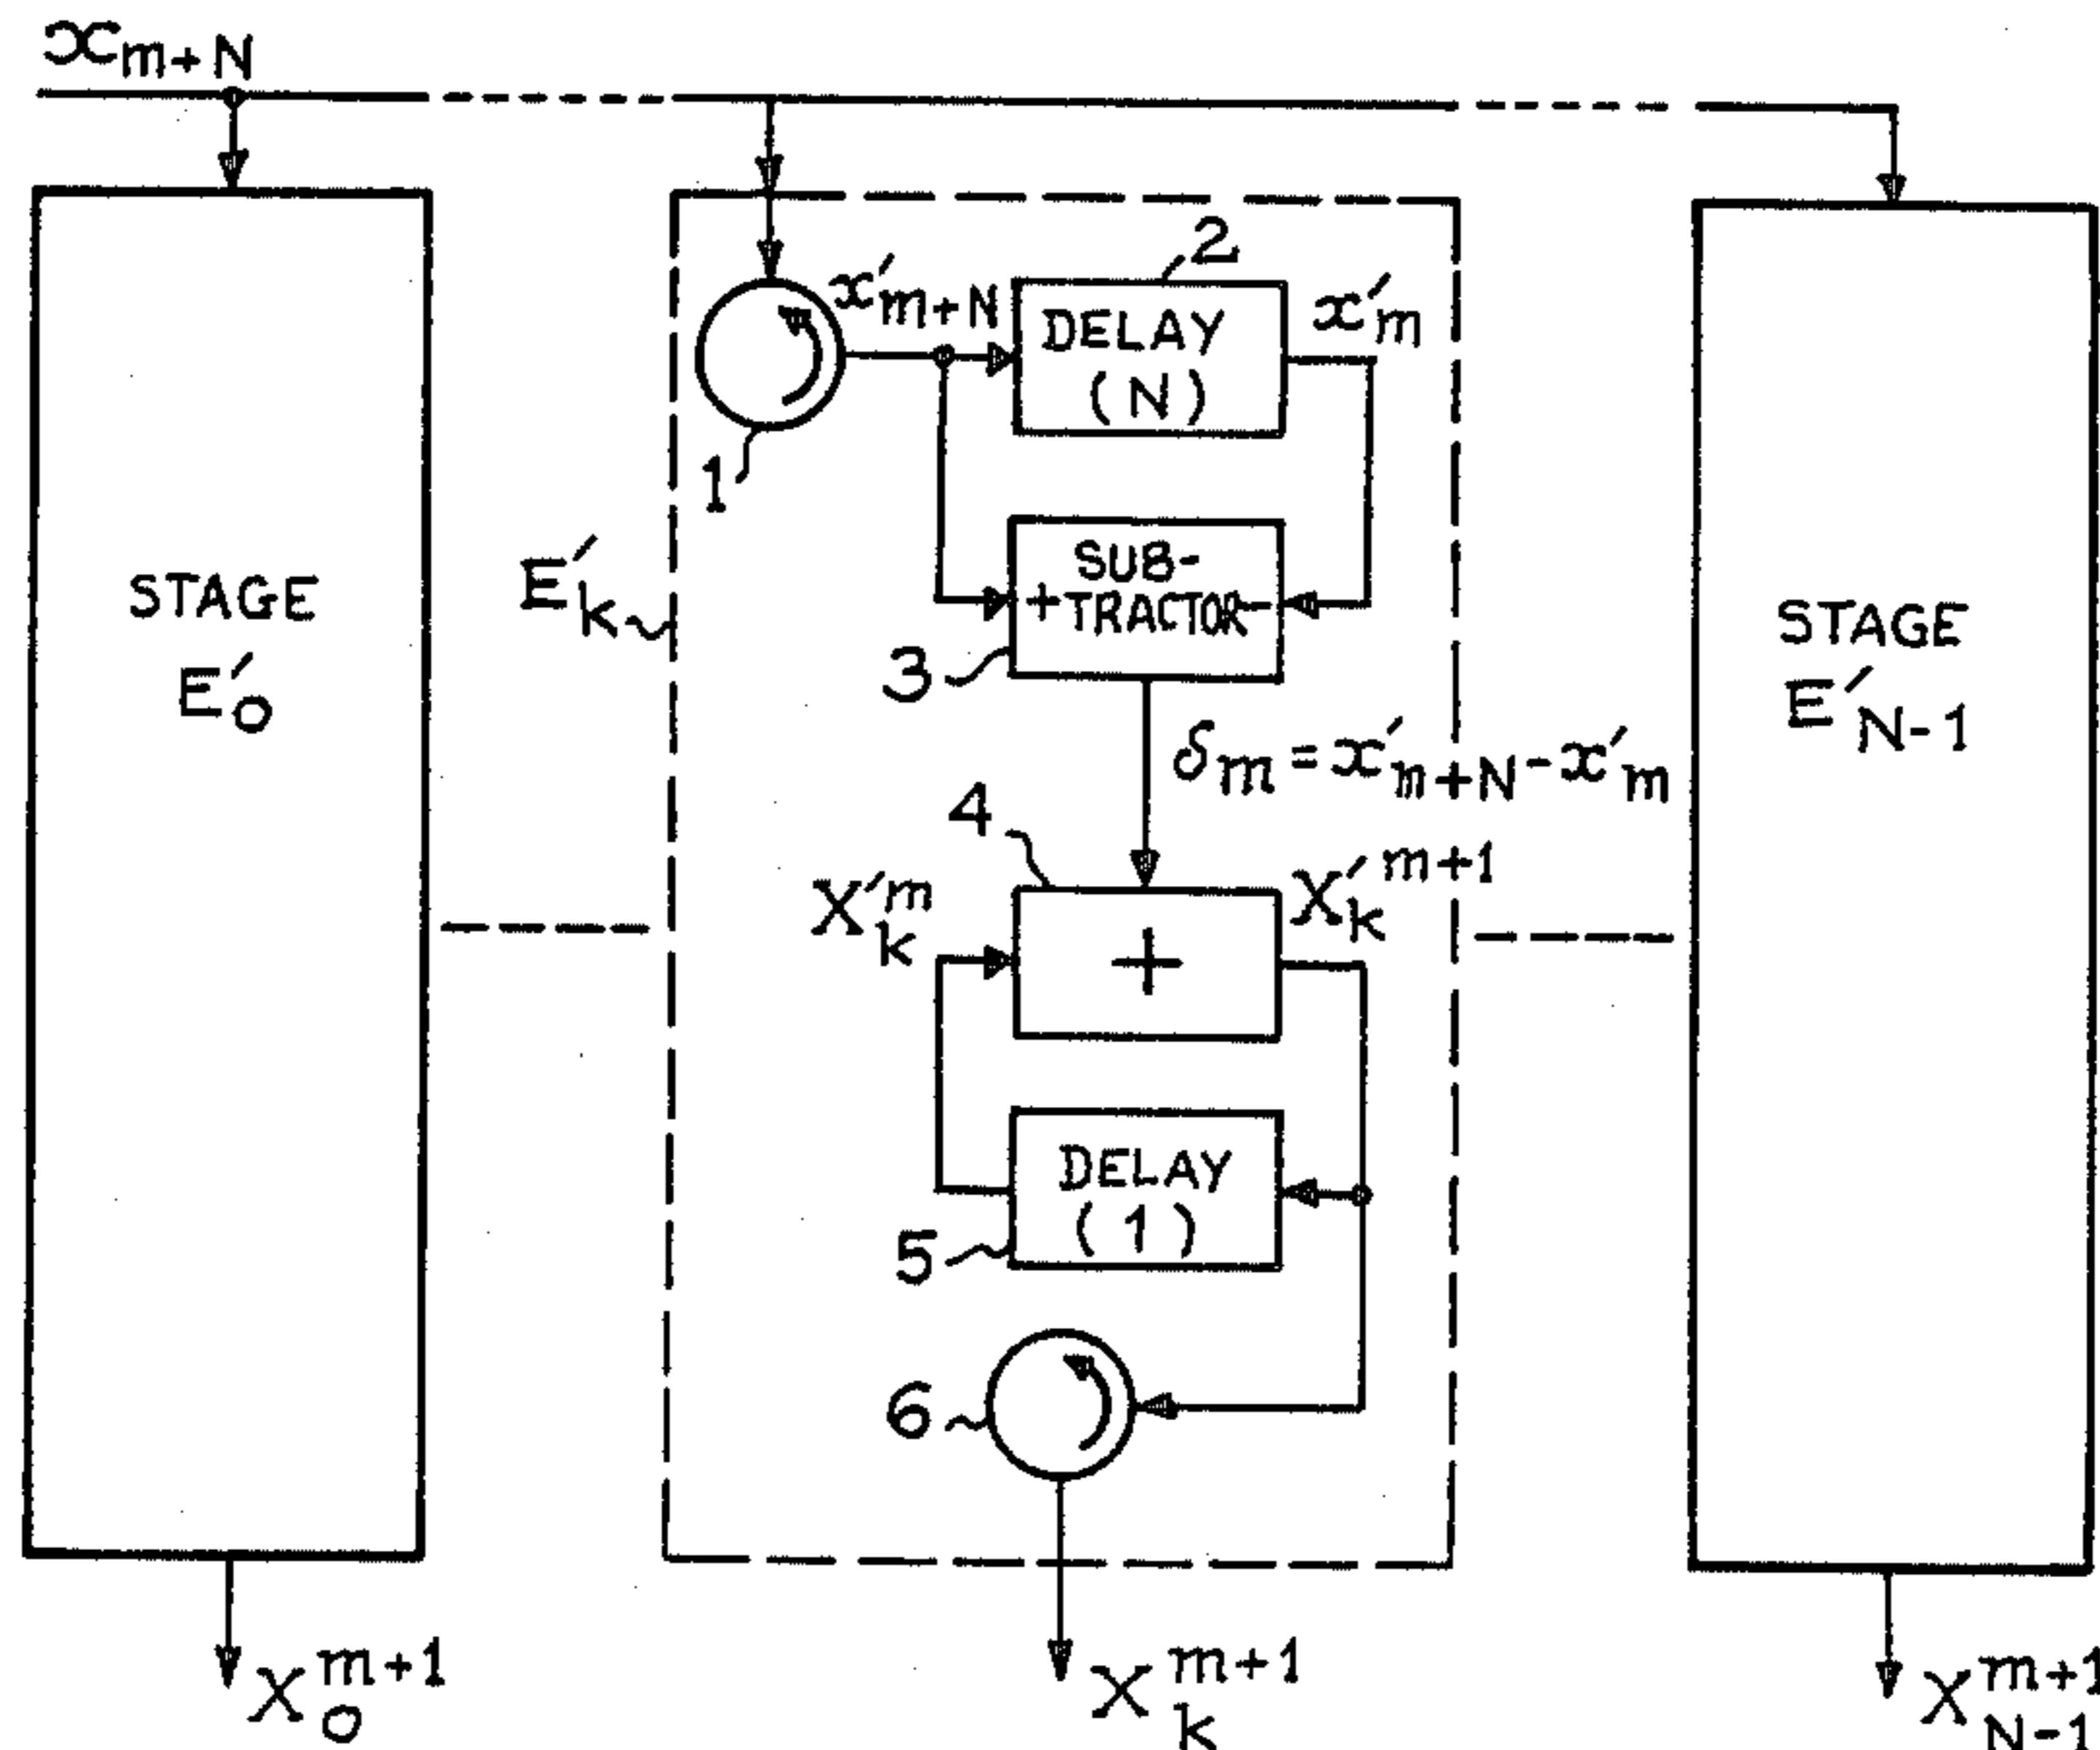 x_{m+N}
2
x'_{m+N}
DELAY
(N)
x'_m
1
SUB-
+TRACTOR-
3
STAGE
E'_0
E'_k
STAGE
E'_{N-1}
δ_m = x'_{m+N} - x'_m
4
X'^m_k
+
X'^{m+1}_k
DELAY
(1)
5
6
X^{m+1}_0
X^{m+1}_k
X^{m+1}_{N-1}